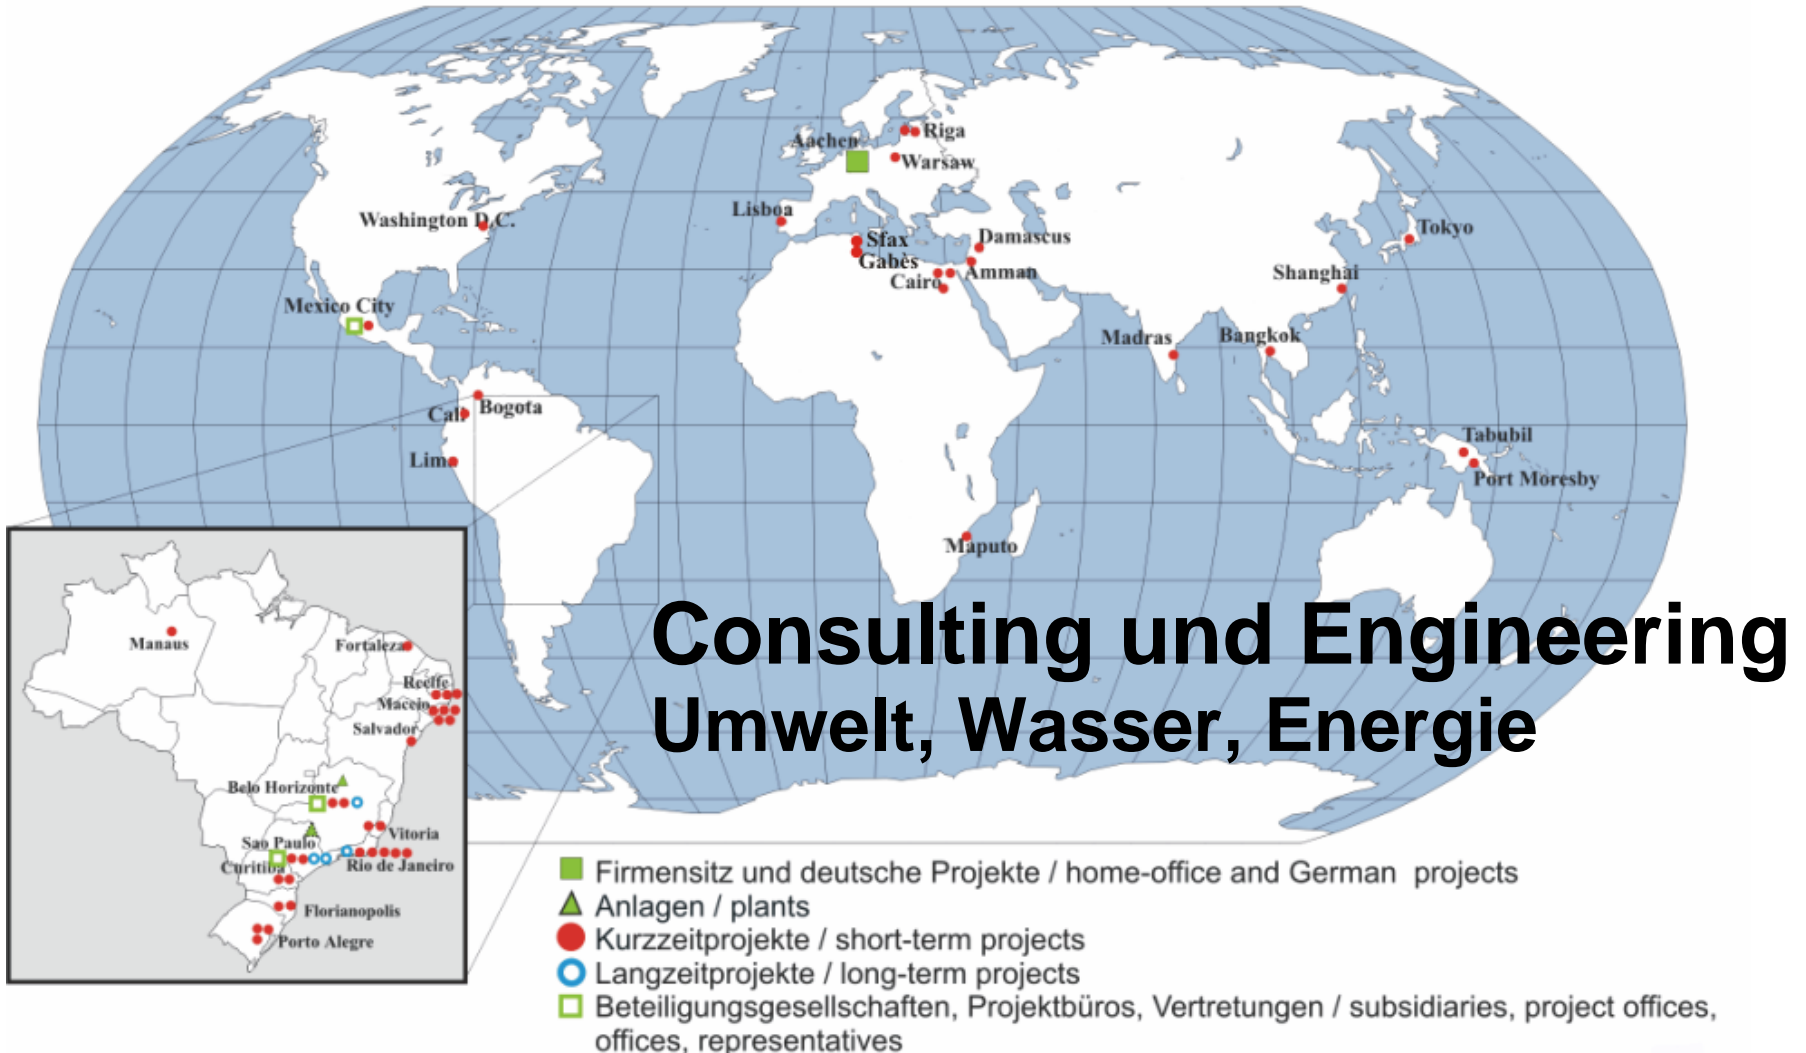 Riga
Aachen
Warsaw
Lisboa
Washington D.C.
Tokyo
Sfax
Damascus
Gabès
Amman
Shanghai
Cairo
Mexico City
Madras
Bangkok
Cali
Bogota
Tabubil
Lima
Port Moresby
Maputo
Manaus
Fortaleza
Recife
Maceio
Salvador
Belo Horizonte
Vitoria
Sao Paulo
Rio de Janeiro
Curitiba
Florianopolis
Porto Alegre
Consulting und Engineering
Umwelt, Wasser, Energie
Firmensitz und deutsche Projekte / home-office and German projects
Anlagen / plants
Kurzzeitprojekte / short-term projects
Langzeitprojekte / long-term projects
Beteiligungsgesellschaften, Projektbüros, Vertretungen / subsidiaries, project offices,
offices, representatives